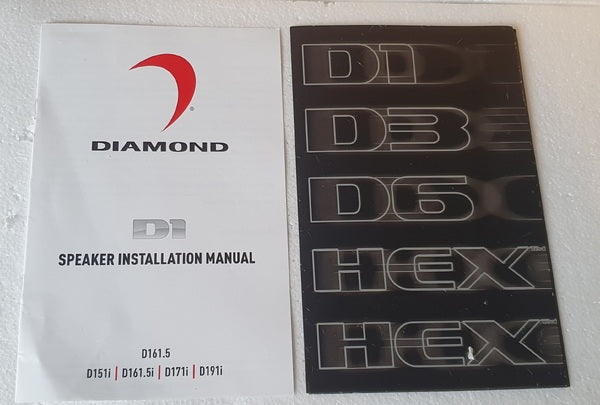 DIAMOND
D1
SPEAKER INSTALLATION MANUAL
D161.5
D151i | D161.5i | D171i | D191i
D1
D3
D6
HEX
HEX